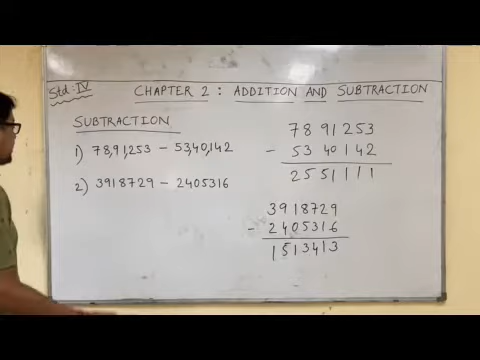 Std: IV
CHAPTER 2 : ADDITION AND SUBTRACTION
SUBTRACTION
1) 78,91,253 - 53,40,142
2) 3918729 - 2405316
78 91 253
- 53 40 142
25 51 111
3918729
- 2405316
1513413